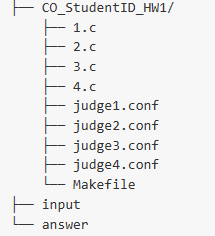 ├── CO_StudentID_HW1/
    ├── 1.c
    ├── 2.c
    ├── 3.c
    ├── 4.c
    ├── judge1.conf
    ├── judge2.conf
    ├── judge3.conf
    ├── judge4.conf
    └── Makefile
├── input
└── answer